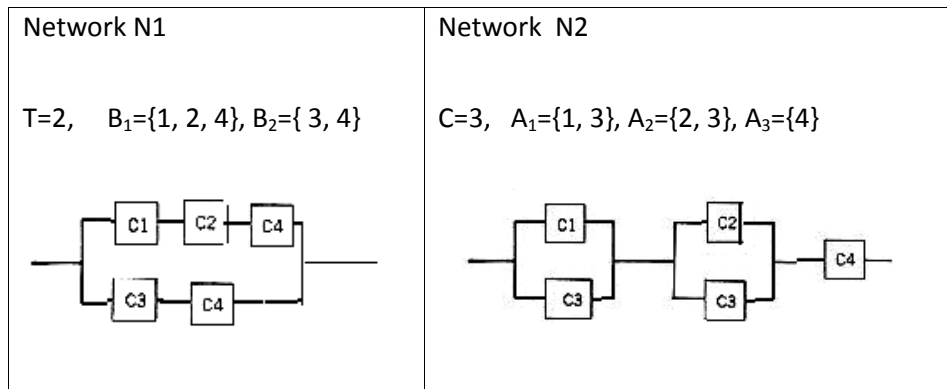 Network N1
T=2, B₁={1, 2, 4}, B₂={ 3, 4}
C1 C2 C4
C3 C4
Network N2
C=3, A₁={1, 3}, A₂={2, 3}, A₃={4}
C1 C2
C4
C3 C3